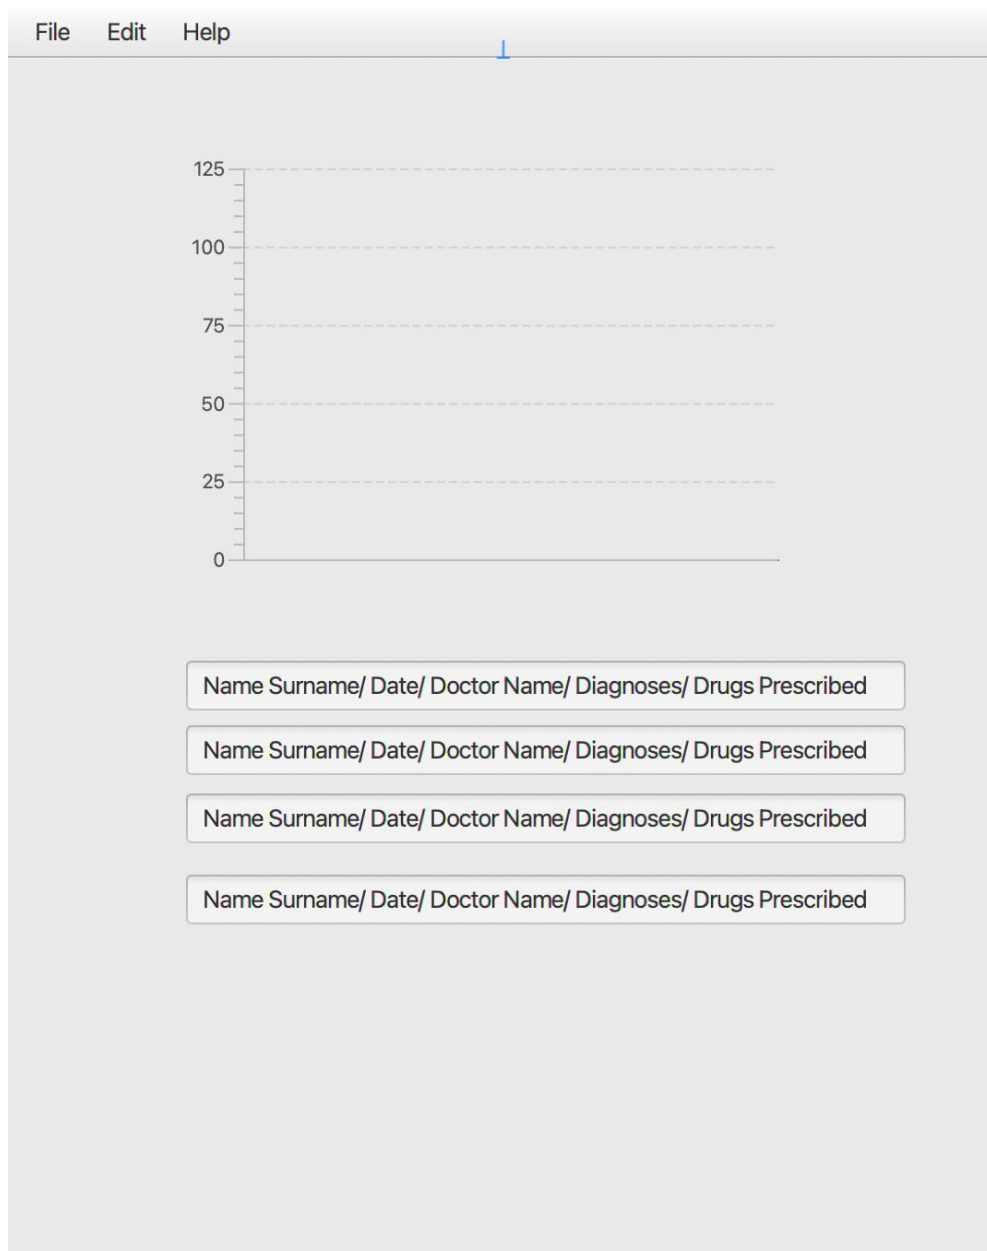 File Edit Help
125
100
75
50
25
0
Name Surname/ Date/ Doctor Name/ Diagnoses/ Drugs Prescribed
Name Surname/ Date/ Doctor Name/ Diagnoses/ Drugs Prescribed
Name Surname/ Date/ Doctor Name/ Diagnoses/ Drugs Prescribed
Name Surname/ Date/ Doctor Name/ Diagnoses/ Drugs Prescribed